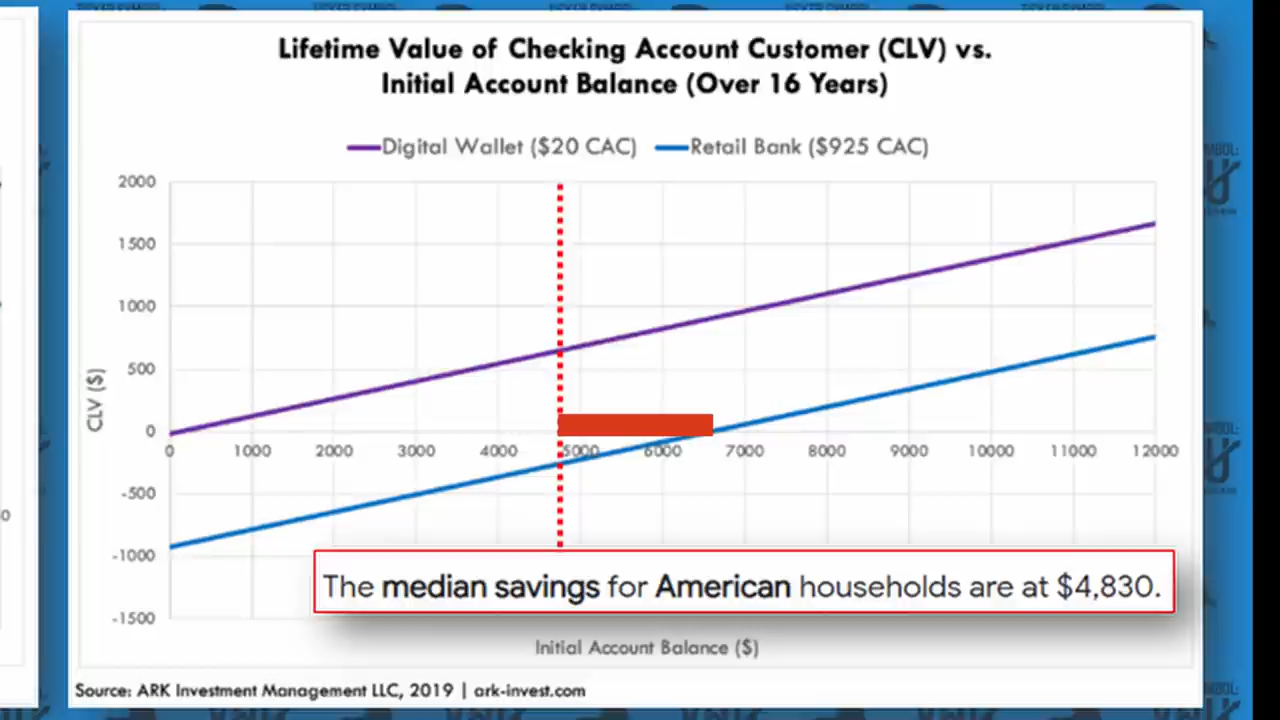 Lifetime Value of Checking Account Customer (CLV) vs.
Initial Account Balance (Over 16 Years)
Digital Wallet ($20 CAC) Retail Bank ($925 CAC)
2000
1500
1000
500
0
-500
-1000
-1500
CLV ($)
0 1000 2000 3000 4000 5000 6000 7000 8000 9000 10000 11000 12000
The median savings for American households are at $4,830.
Initial Account Balance ($)
Source: ARK Investment Management LLC, 2019 | ark-invest.com